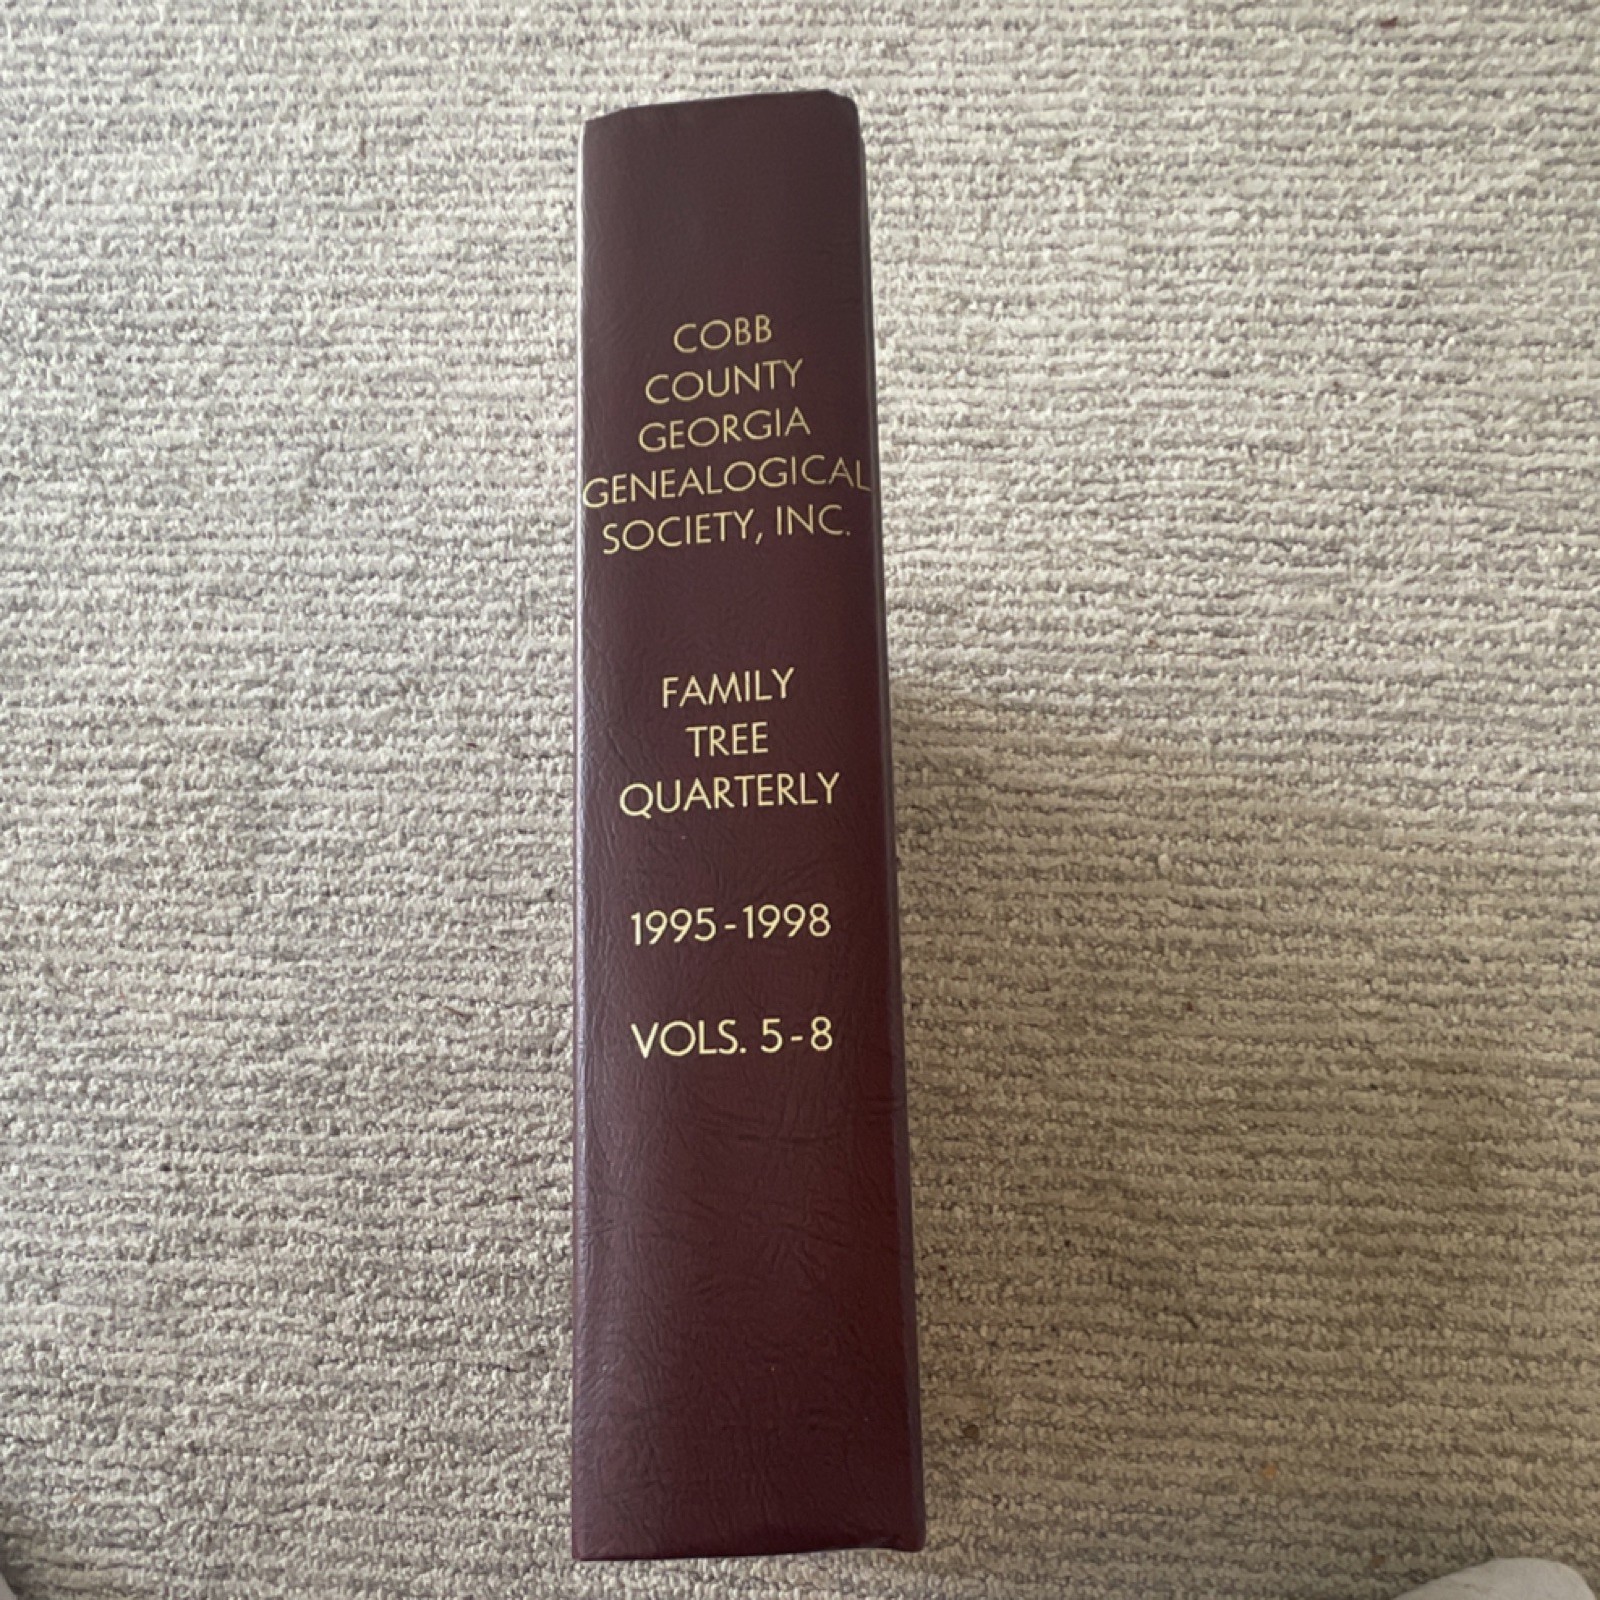 COBB
COUNTY
GEORGIA
GENEALOGICAL
SOCIETY, INC.
FAMILY
TREE
QUARTERLY
1995-1998
VOLS. 5-8